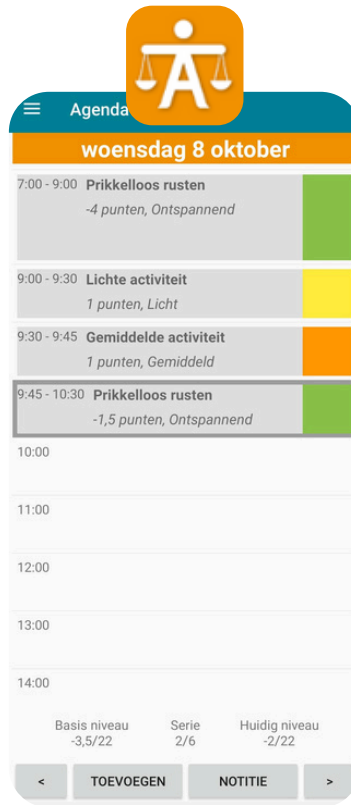 A
Agenda
woensdag 8 oktober
7:00 - 9:00 Prikkelloos rusten
-4 punten, Ontspannend
9:00 - 9:30 Lichte activiteit
1 punten, Licht
9:30 - 9:45 Gemiddelde activiteit
1 punten, Gemiddeld
9:45 - 10:30 Prikkelloos rusten
-1,5 punten, Ontspannend
10:00
11:00
12:00
13:00
14:00
Basis niveau Serie Huidig niveau
-3,5/22 2/6 -2/22
< TOEVOEGEN NOTITIE >